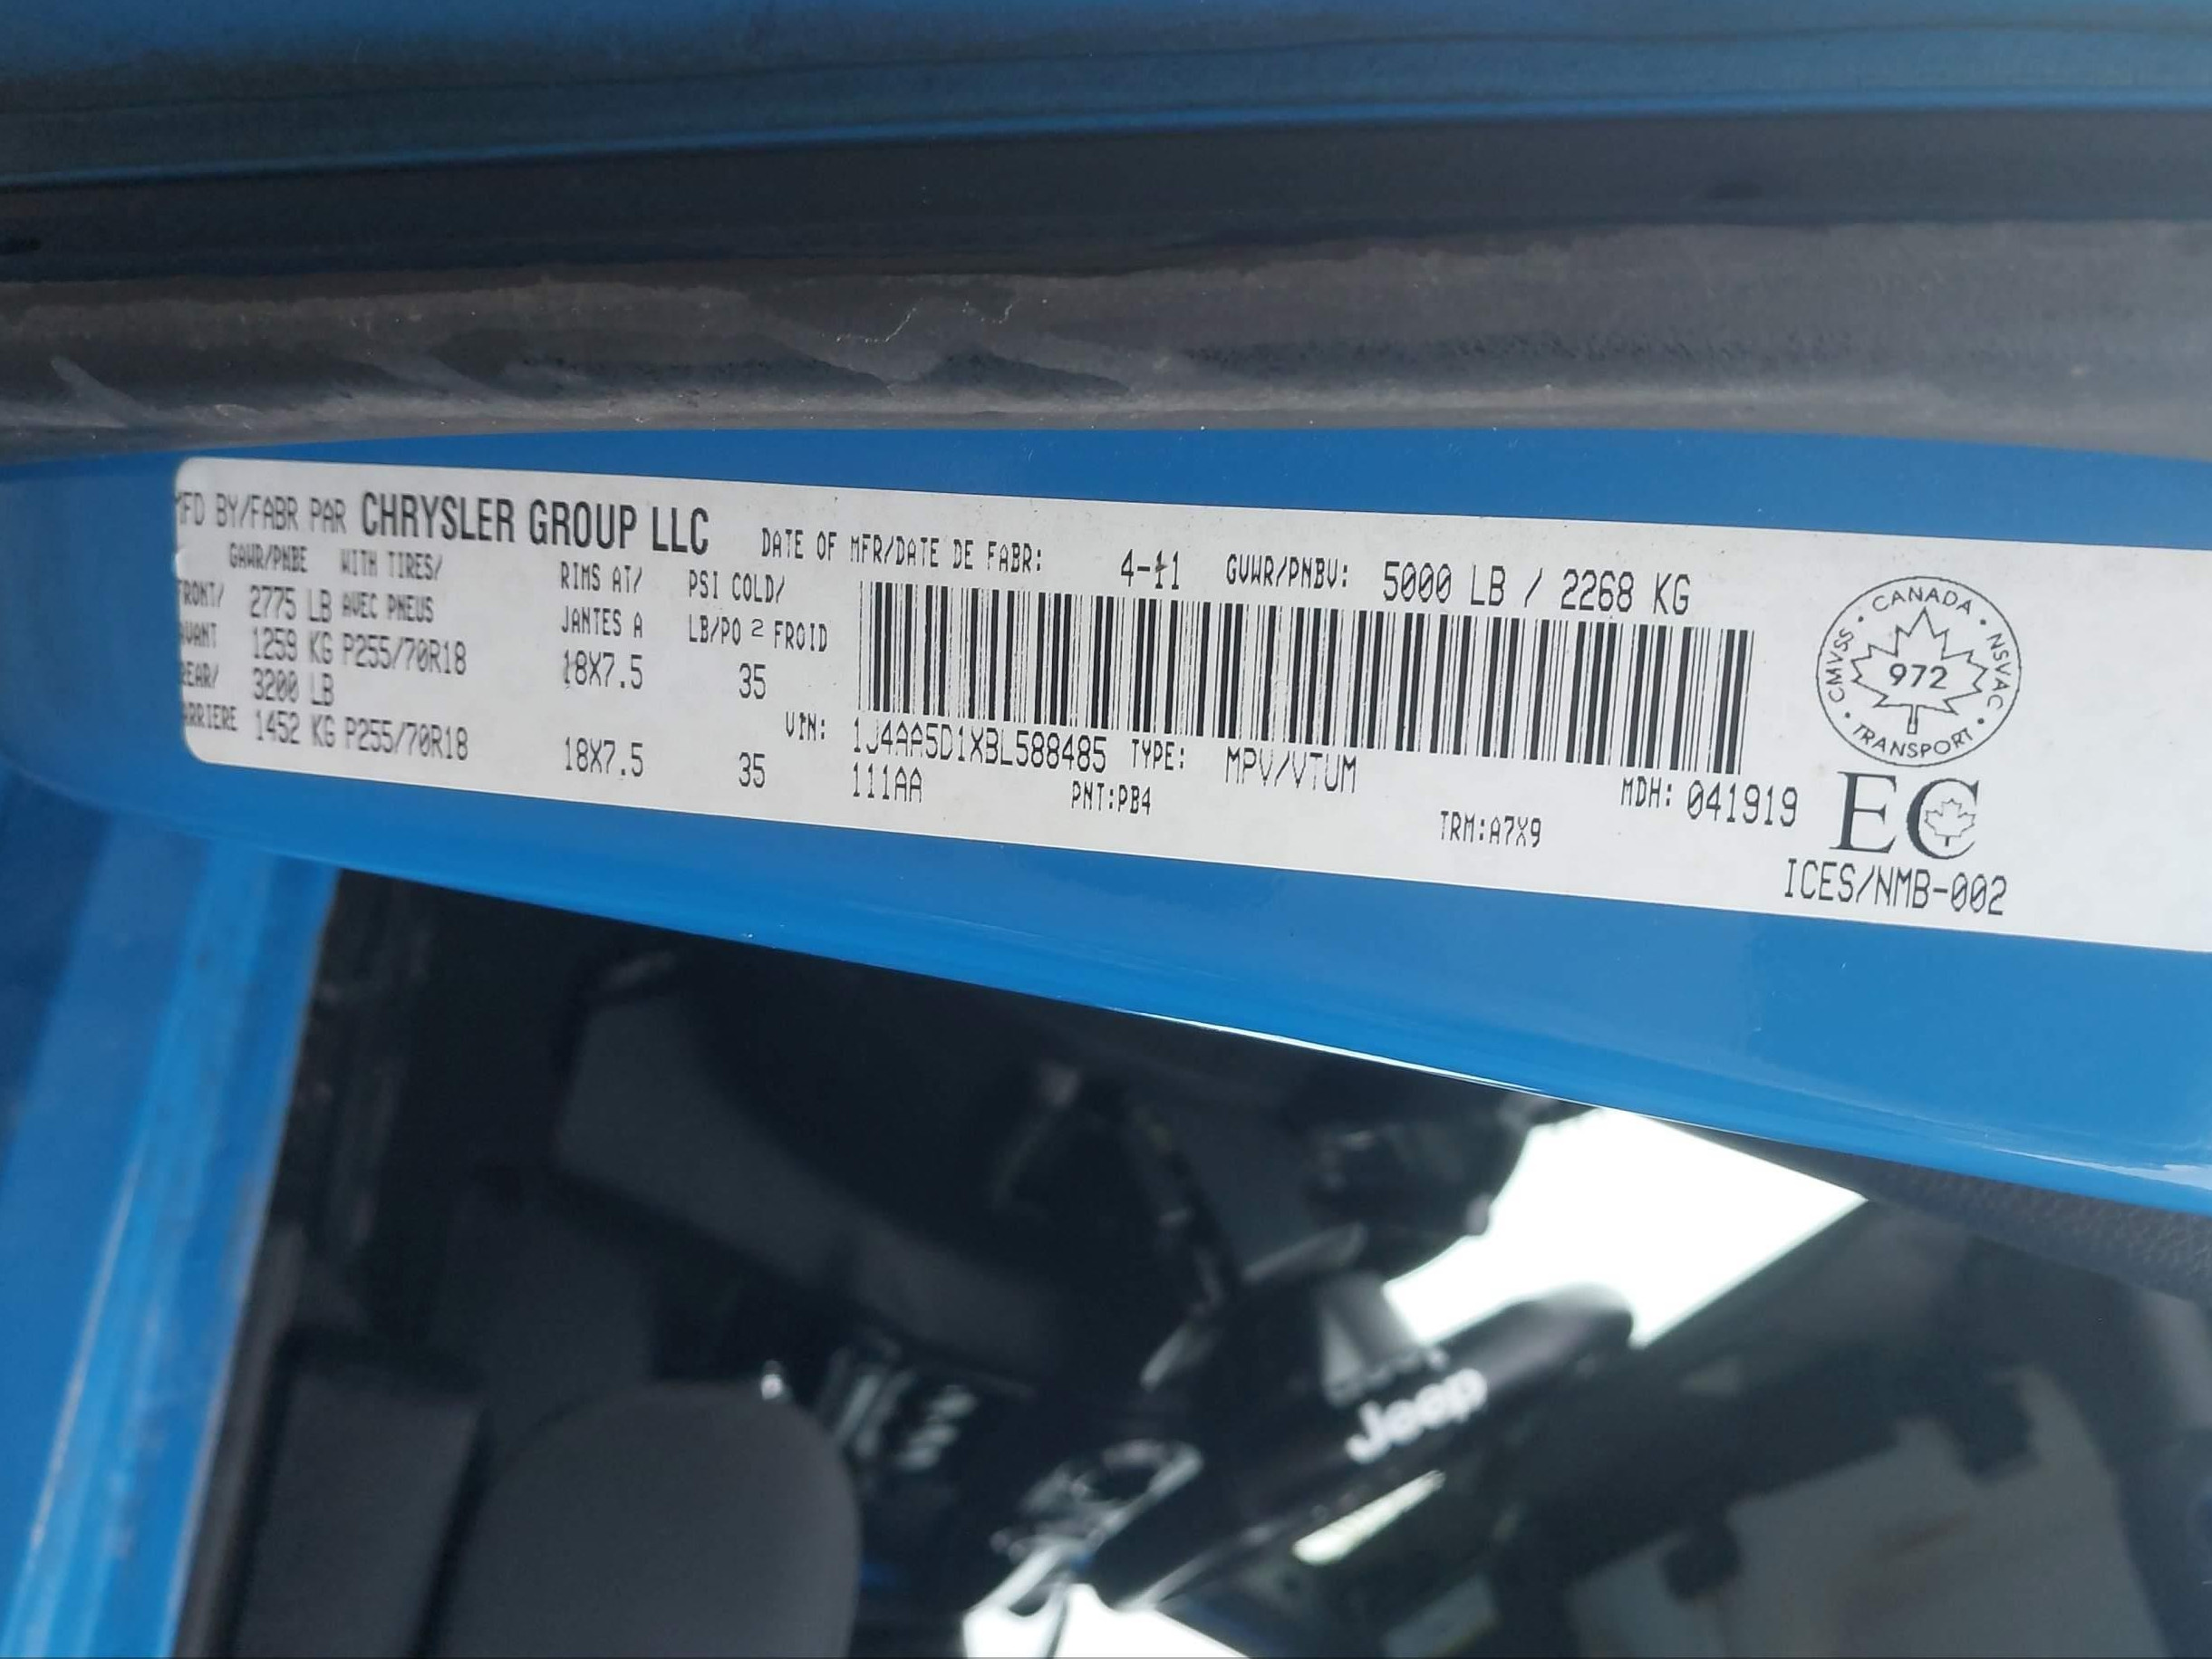 MFD BY/FABR PAR CHRYSLER GROUP LLC DATE OF MFR/DATE DE FABR: 4-11 GVWR/PNBV: 5000 LB / 2268 KG
GAWR/PNBE WITH TIRES/ RIMS AT/ PSI COLD/
FRONT/ 2775 LB AVEC PNEUS JANTES A LB/PO 2 FROID
AVANT 1259 KG P255/70R18 18X7.5 35
REAR/ 3200 LB
ARRIERE 1452 KG P255/70R18 18X7.5 35
VIN: 1J4AA5D1XBL588485 TYPE: MPV/VTUM MDH: 041919
111AA PNT:PB4 TRM:A7X9
CANADA
CMVSS · NSVAC
972
TRANSPORT
EC
ICES/NMB-002
Jeep